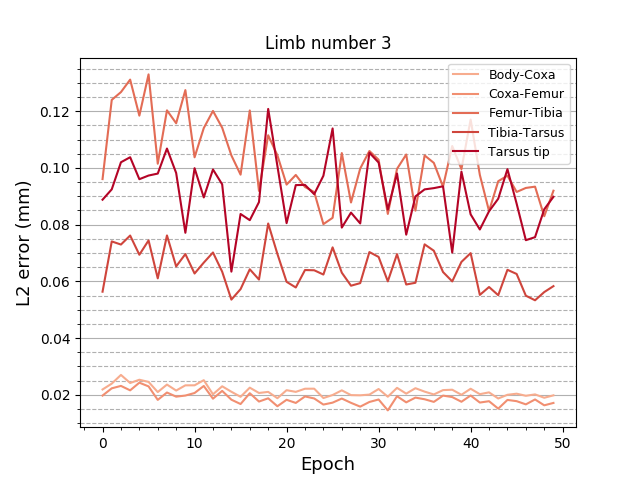 Limb number 3
Body-Coxa
Coxa-Femur
Femur-Tibia
Tibia-Tarsus
Tarsus tip
0.12
0.10
0.08
0.06
0.04
0.02
L2 error (mm)
0 10 20 30 40 50
Epoch